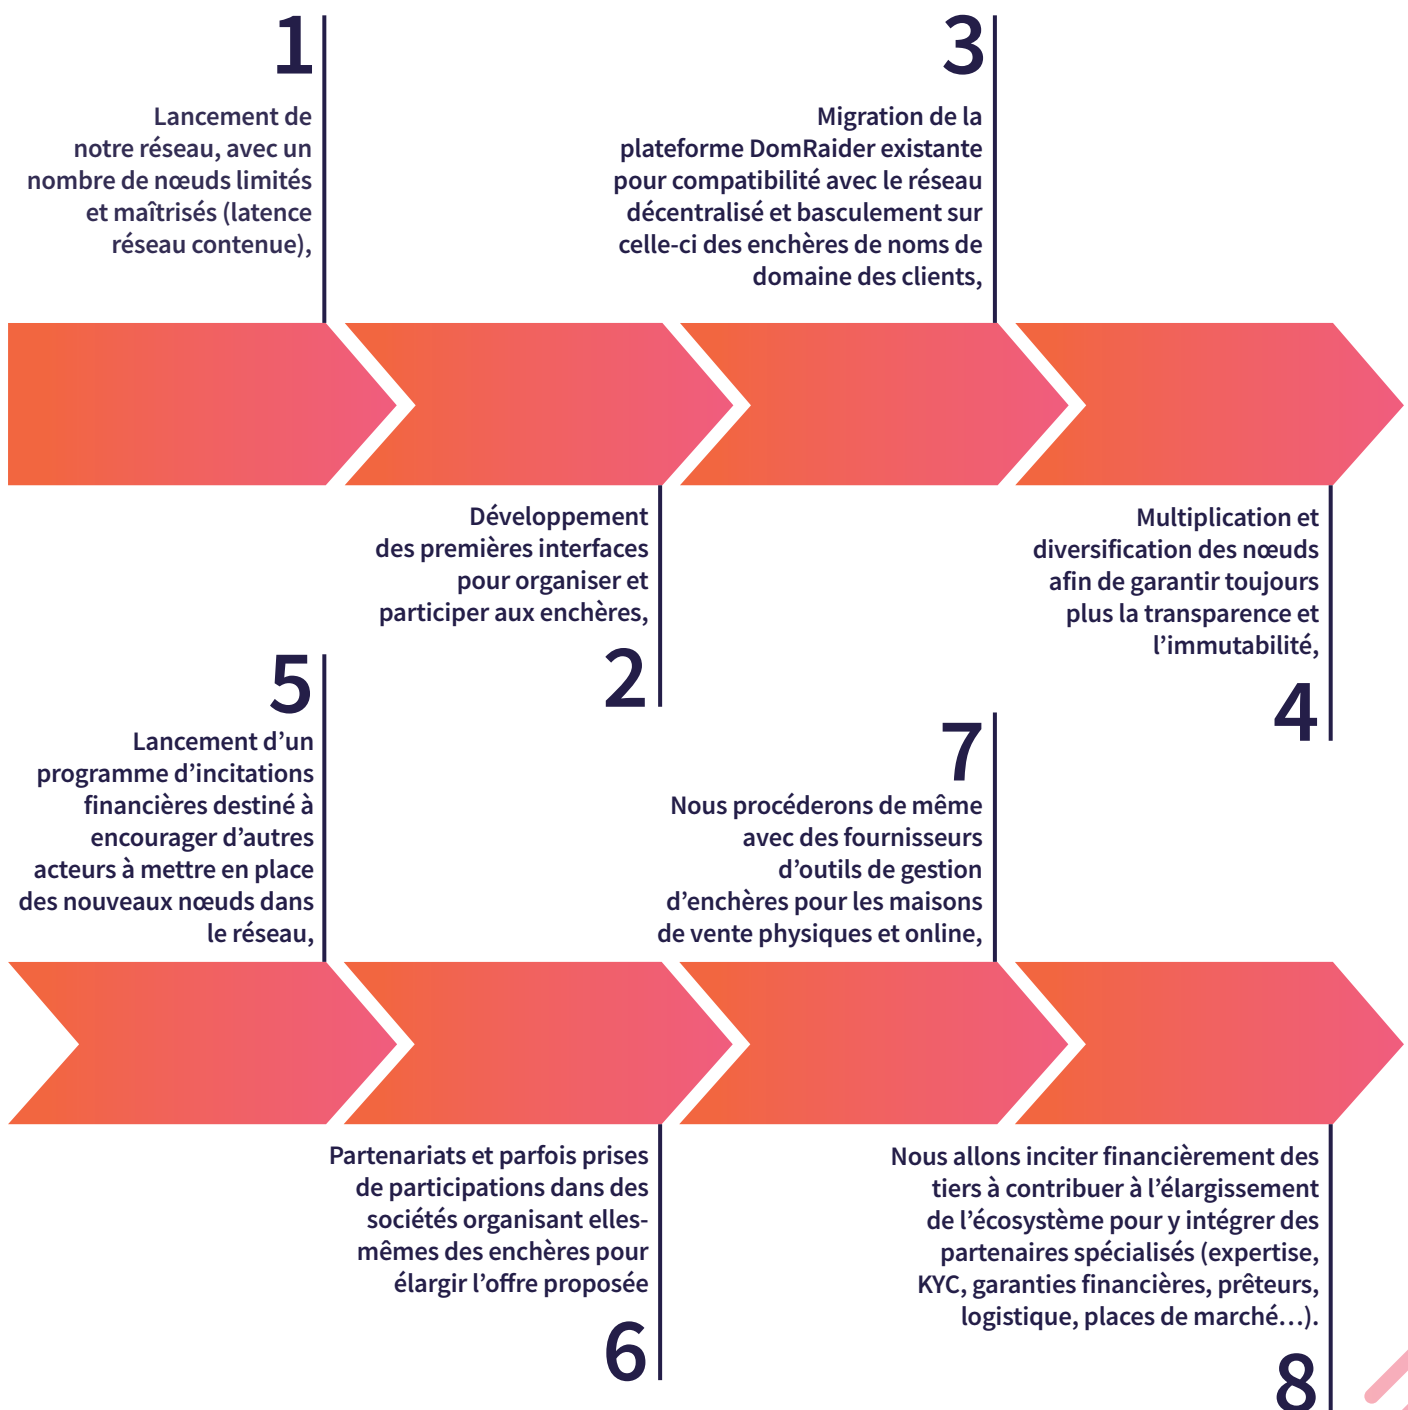 1
Lancement de
notre réseau, avec un
nombre de nœuds limités
et maîtrisés (latence
réseau contenue),
Développement
des premières interfaces
pour organiser et
participer aux enchères,
2
3
Migration de la
plateforme DomRaider existante
pour compatibilité avec le réseau
décentralisé et basculement sur
celle-ci des enchères de noms de
domaine des clients,
Multiplication et
diversification des nœuds
afin de garantir toujours
plus la transparence et
l’immutabilité,
4
5
Lancement d’un
programme d’incitations
financières destiné à
encourager d’autres
acteurs à mettre en place
des nouveaux nœuds dans
le réseau,
Partenariats et parfois prises
de participations dans des
sociétés organisant elles-
mêmes des enchères pour
élargir l’offre proposée
6
7
Nous procéderons de même
avec des fournisseurs
d’outils de gestion
d’enchères pour les maisons
de vente physiques et online,
Nous allons inciter financièrement des
tiers à contribuer à l’élargissement
de l’écosystème pour y intégrer des
partenaires spécialisés (expertise,
KYC, garanties financières, prêteurs,
logistique, places de marché…).
8